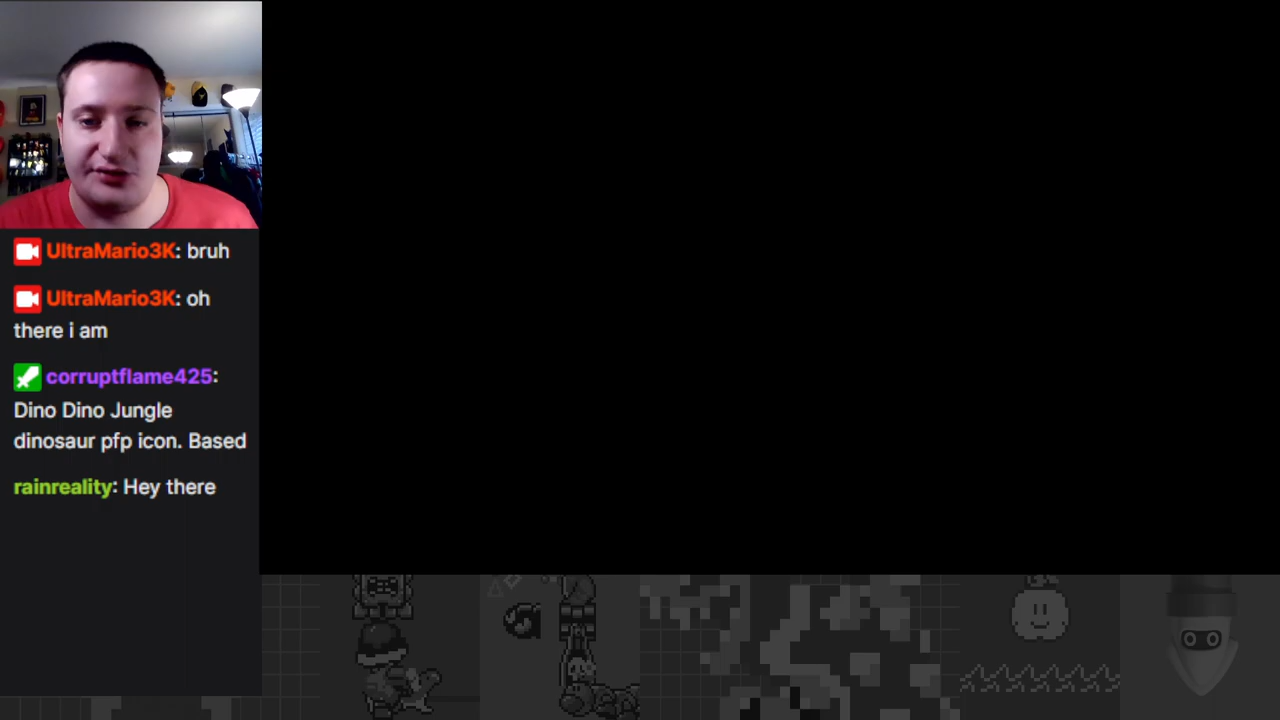 UltraMario3K: bruh
UltraMario3K: oh
there i am
corruptflame425:
Dino Dino Jungle
dinosaur pfp icon. Based
rainreality: Hey there